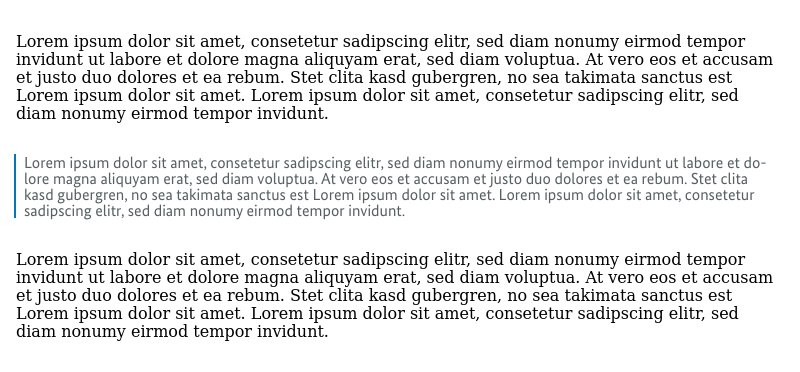 Lorem ipsum dolor sit amet, consetetur sadipscing elitr, sed diam nonumy eirmod tempor
invidunt ut labore et dolore magna aliquyam erat, sed diam voluptua. At vero eos et accusam
et justo duo dolores et ea rebum. Stet clita kasd gubergren, no sea takimata sanctus est
Lorem ipsum dolor sit amet. Lorem ipsum dolor sit amet, consetetur sadipscing elitr, sed
diam nonumy eirmod tempor invidunt.
Lorem ipsum dolor sit amet, consetetur sadipscing elitr, sed diam nonumy eirmod tempor invidunt ut labore et do-
lore magna aliquyam erat, sed diam voluptua. At vero eos et accusam et justo duo dolores et ea rebum. Stet clita
kasd gubergren, no sea takimata sanctus est Lorem ipsum dolor sit amet. Lorem ipsum dolor sit amet, consetetur
sadipscing elitr, sed diam nonumy eirmod tempor invidunt.
Lorem ipsum dolor sit amet, consetetur sadipscing elitr, sed diam nonumy eirmod tempor
invidunt ut labore et dolore magna aliquyam erat, sed diam voluptua. At vero eos et accusam
et justo duo dolores et ea rebum. Stet clita kasd gubergren, no sea takimata sanctus est
Lorem ipsum dolor sit amet. Lorem ipsum dolor sit amet, consetetur sadipscing elitr, sed
diam nonumy eirmod tempor invidunt.